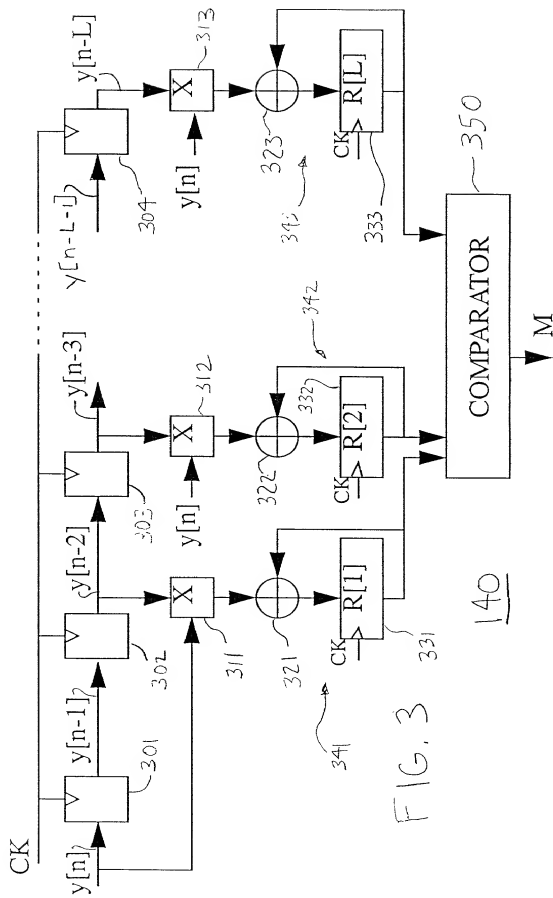 CK
y[n]
301
y[n-1]
302
y[n-2]
303
y[n-3]
y[n-L-1]
304
y[n-L]
X
311
y[n]
X
312
y[n]
X
313
321
322
323
CK
R[1]
331
341
CK
R[2]
332
342
CK
R[L]
333
343
COMPARATOR
350
M
FIG. 3
140